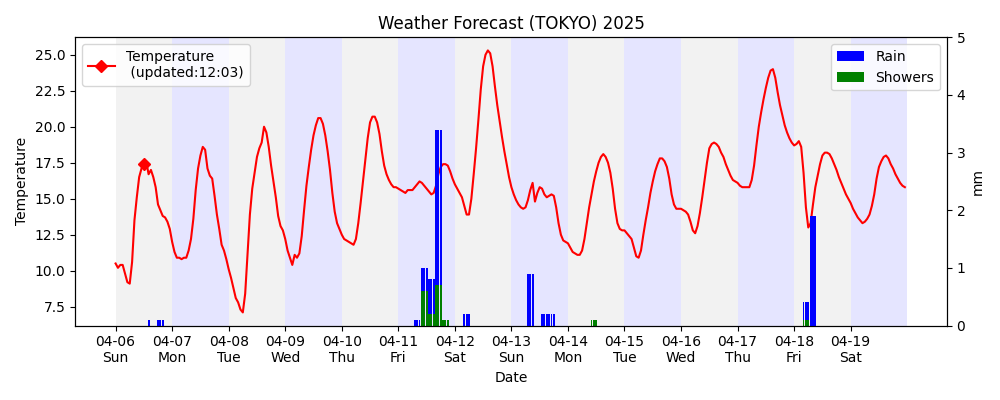 Weather Forecast (TOKYO) 2025
Temperature
(updated:12:03)
Rain
Showers
Temperature
25.0
22.5
20.0
17.5
15.0
12.5
10.0
7.5
5
4
3
2
1
0
mm
04-06 04-07 04-08 04-09 04-10 04-11 04-12 04-13 04-14 04-15 04-16 04-17 04-18 04-19
Sun Mon Tue Wed Thu Fri Sat Sun Mon Tue Wed Thu Fri Sat
Date